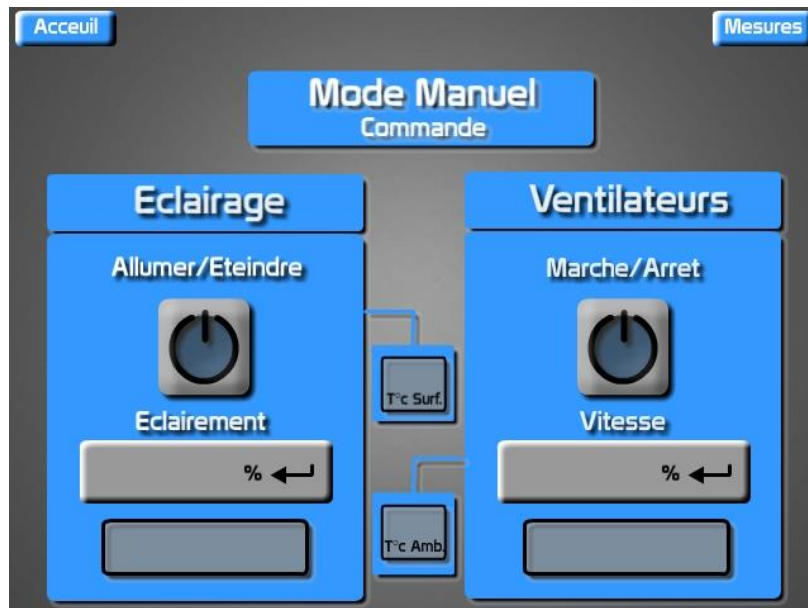 Acceuil
Mesures
Mode Manuel
Commande
Eclairage
Allumer/Eteindre
Eclairement
%
T°c Surf.
T°c Amb.
Ventilateurs
Marche/Arret
Vitesse
%